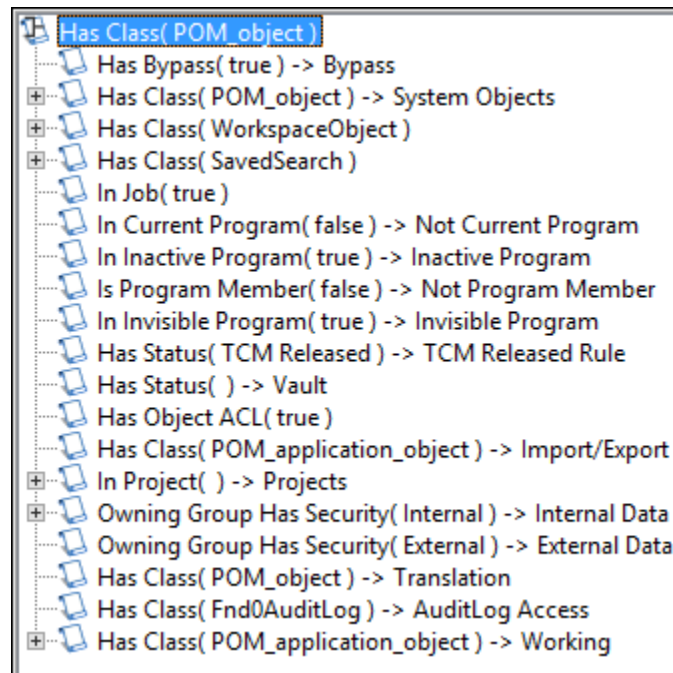 Has Class( POM_object )
Has Bypass( true ) -> Bypass
Has Class( POM_object ) -> System Objects
Has Class( WorkspaceObject )
Has Class( SavedSearch )
In Job( true )
In Current Program( false ) -> Not Current Program
In Inactive Program( true ) -> Inactive Program
Is Program Member( false ) -> Not Program Member
In Invisible Program( true ) -> Invisible Program
Has Status( TCM Released ) -> TCM Released Rule
Has Status( ) -> Vault
Has Object ACL( true )
Has Class( POM_application_object ) -> Import/Export
In Project( ) -> Projects
Owning Group Has Security( Internal ) -> Internal Data
Owning Group Has Security( External ) -> External Data
Has Class( POM_object ) -> Translation
Has Class( Fnd0AuditLog ) -> AuditLog Access
Has Class( POM_application_object ) -> Working